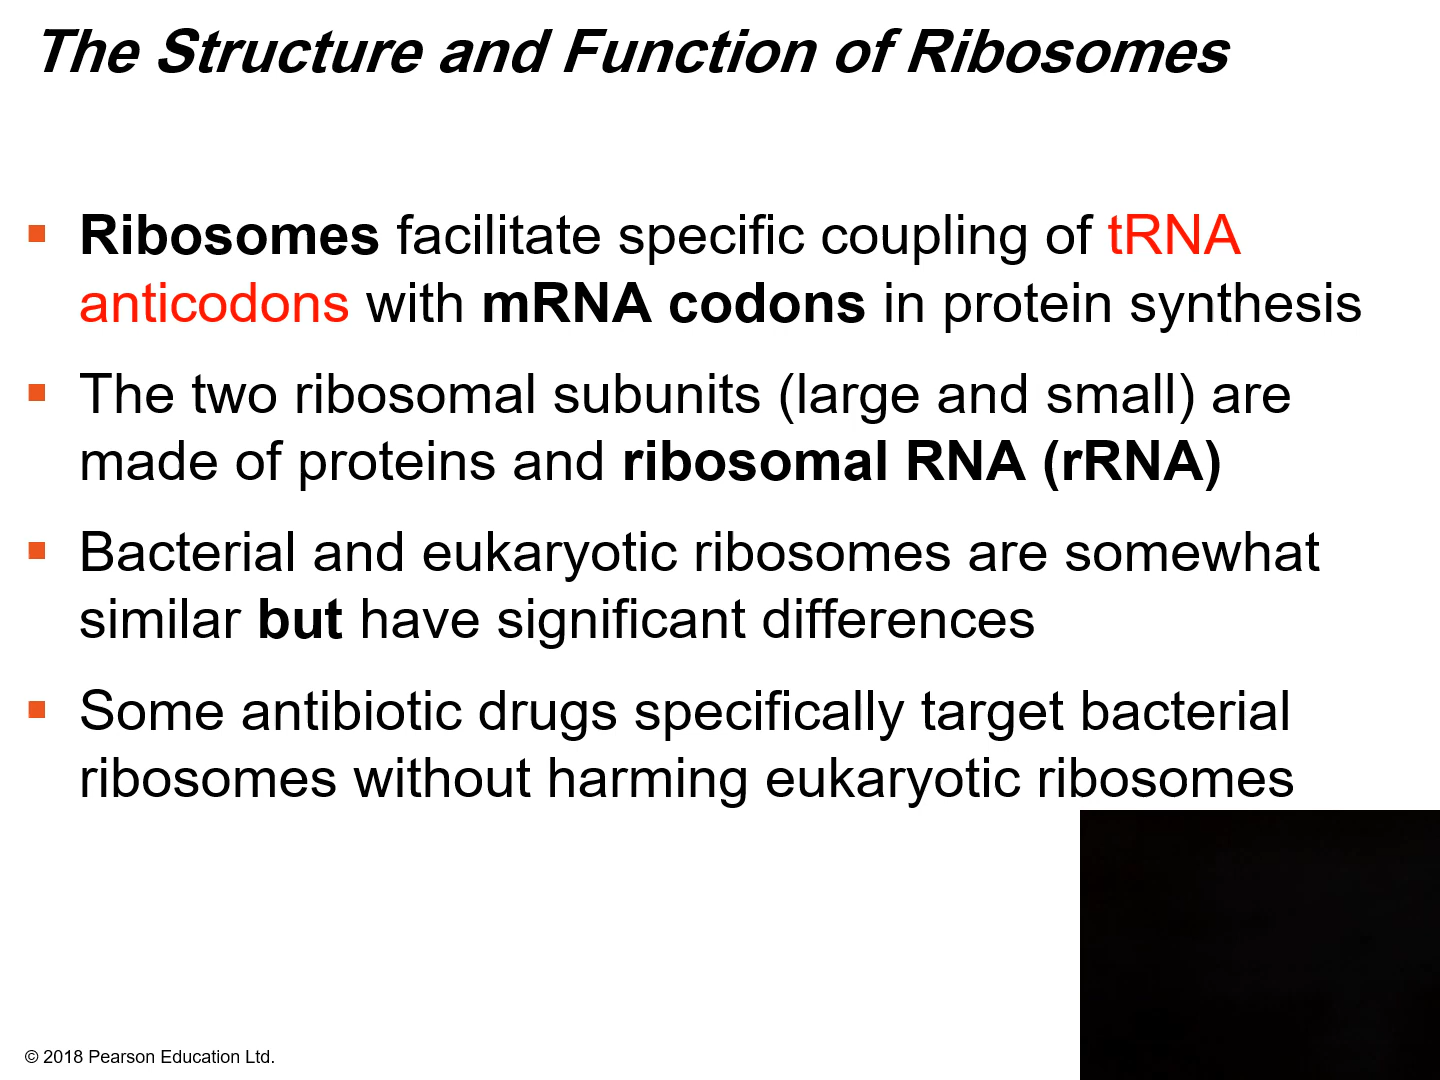 The Structure and Function of Ribosomes
Ribosomes facilitate specific coupling of tRNA
anticodons with mRNA codons in protein synthesis
The two ribosomal subunits (large and small) are
made of proteins and ribosomal RNA (rRNA)
Bacterial and eukaryotic ribosomes are somewhat
similar but have significant differences
Some antibiotic drugs specifically target bacterial
ribosomes without harming eukaryotic ribosomes
© 2018 Pearson Education Ltd.